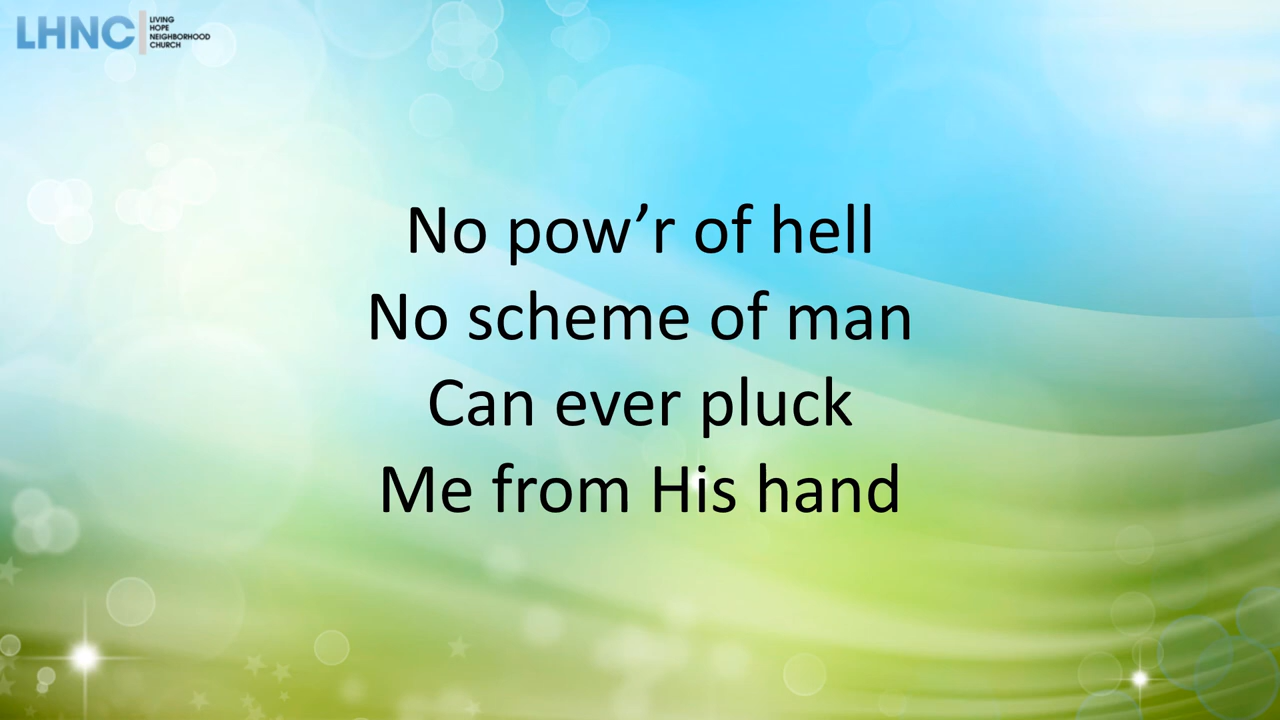 LHNC
LIVING
HOPE
NEIGHBORHOOD
CHURCH
No pow’r of hell
No scheme of man
Can ever pluck
Me from His hand